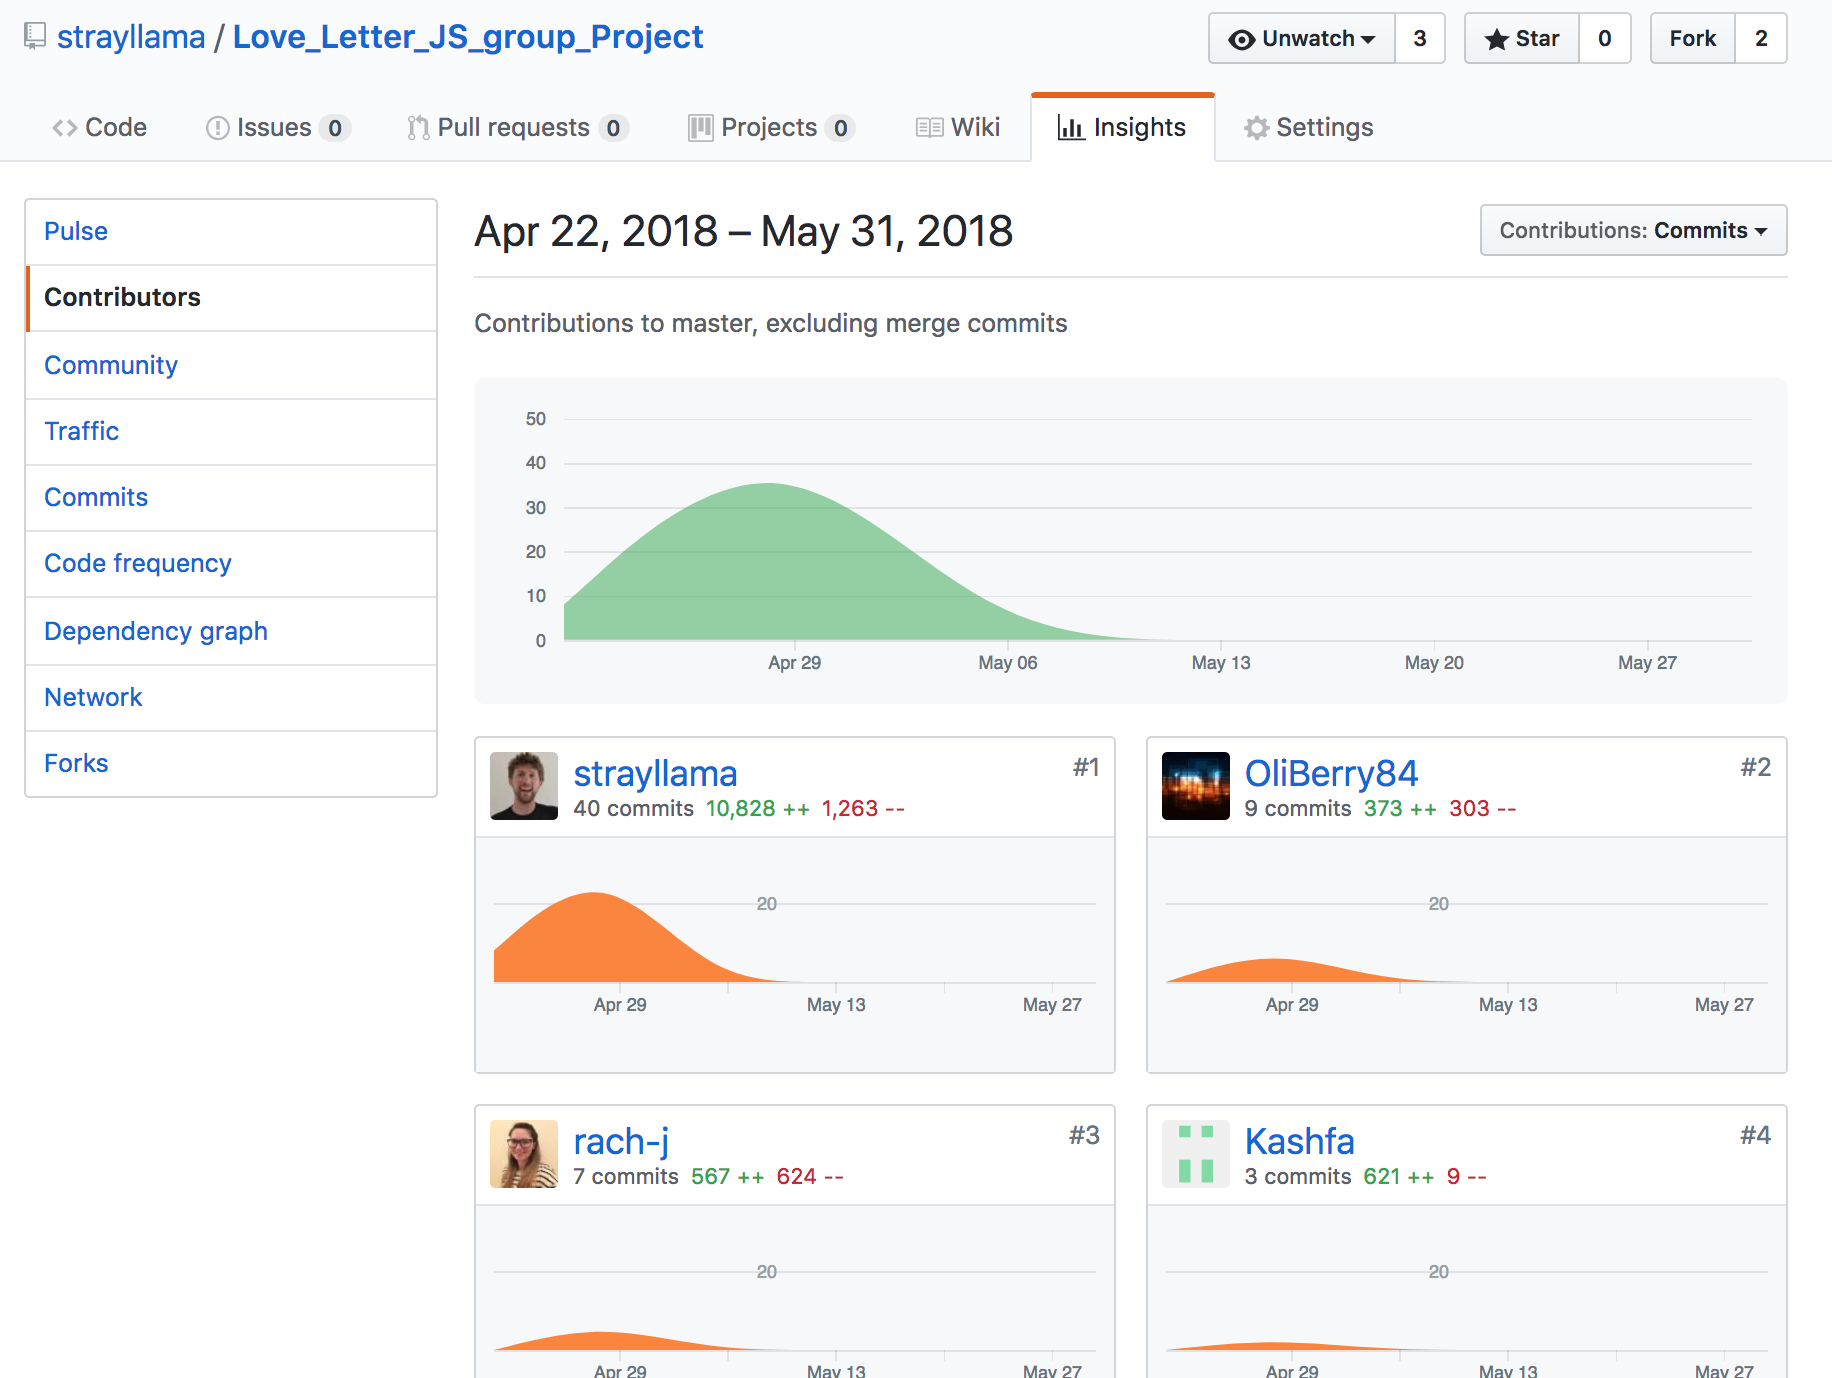 strayllama / Love_Letter_JS_group_Project
Unwatch 3
Star 0
Fork 2
Code
Issues 0
Pull requests 0
Projects 0
Wiki
Insights
Settings
Pulse
Contributors
Community
Traffic
Commits
Code frequency
Dependency graph
Network
Forks
Apr 22, 2018 – May 31, 2018
Contributions: Commits
Contributions to master, excluding merge commits
50
40
30
20
10
0
Apr 29 May 06 May 13 May 20 May 27
strayllama #1
40 commits 10,828 ++ 1,263 --
20
Apr 29 May 13 May 27
OliBerry84 #2
9 commits 373 ++ 303 --
20
Apr 29 May 13 May 27
rach-j #3
7 commits 567 ++ 624 --
20
Apr 29 May 13 May 27
Kashfa #4
3 commits 621 ++ 9 --
20
Apr 29 May 13 May 27